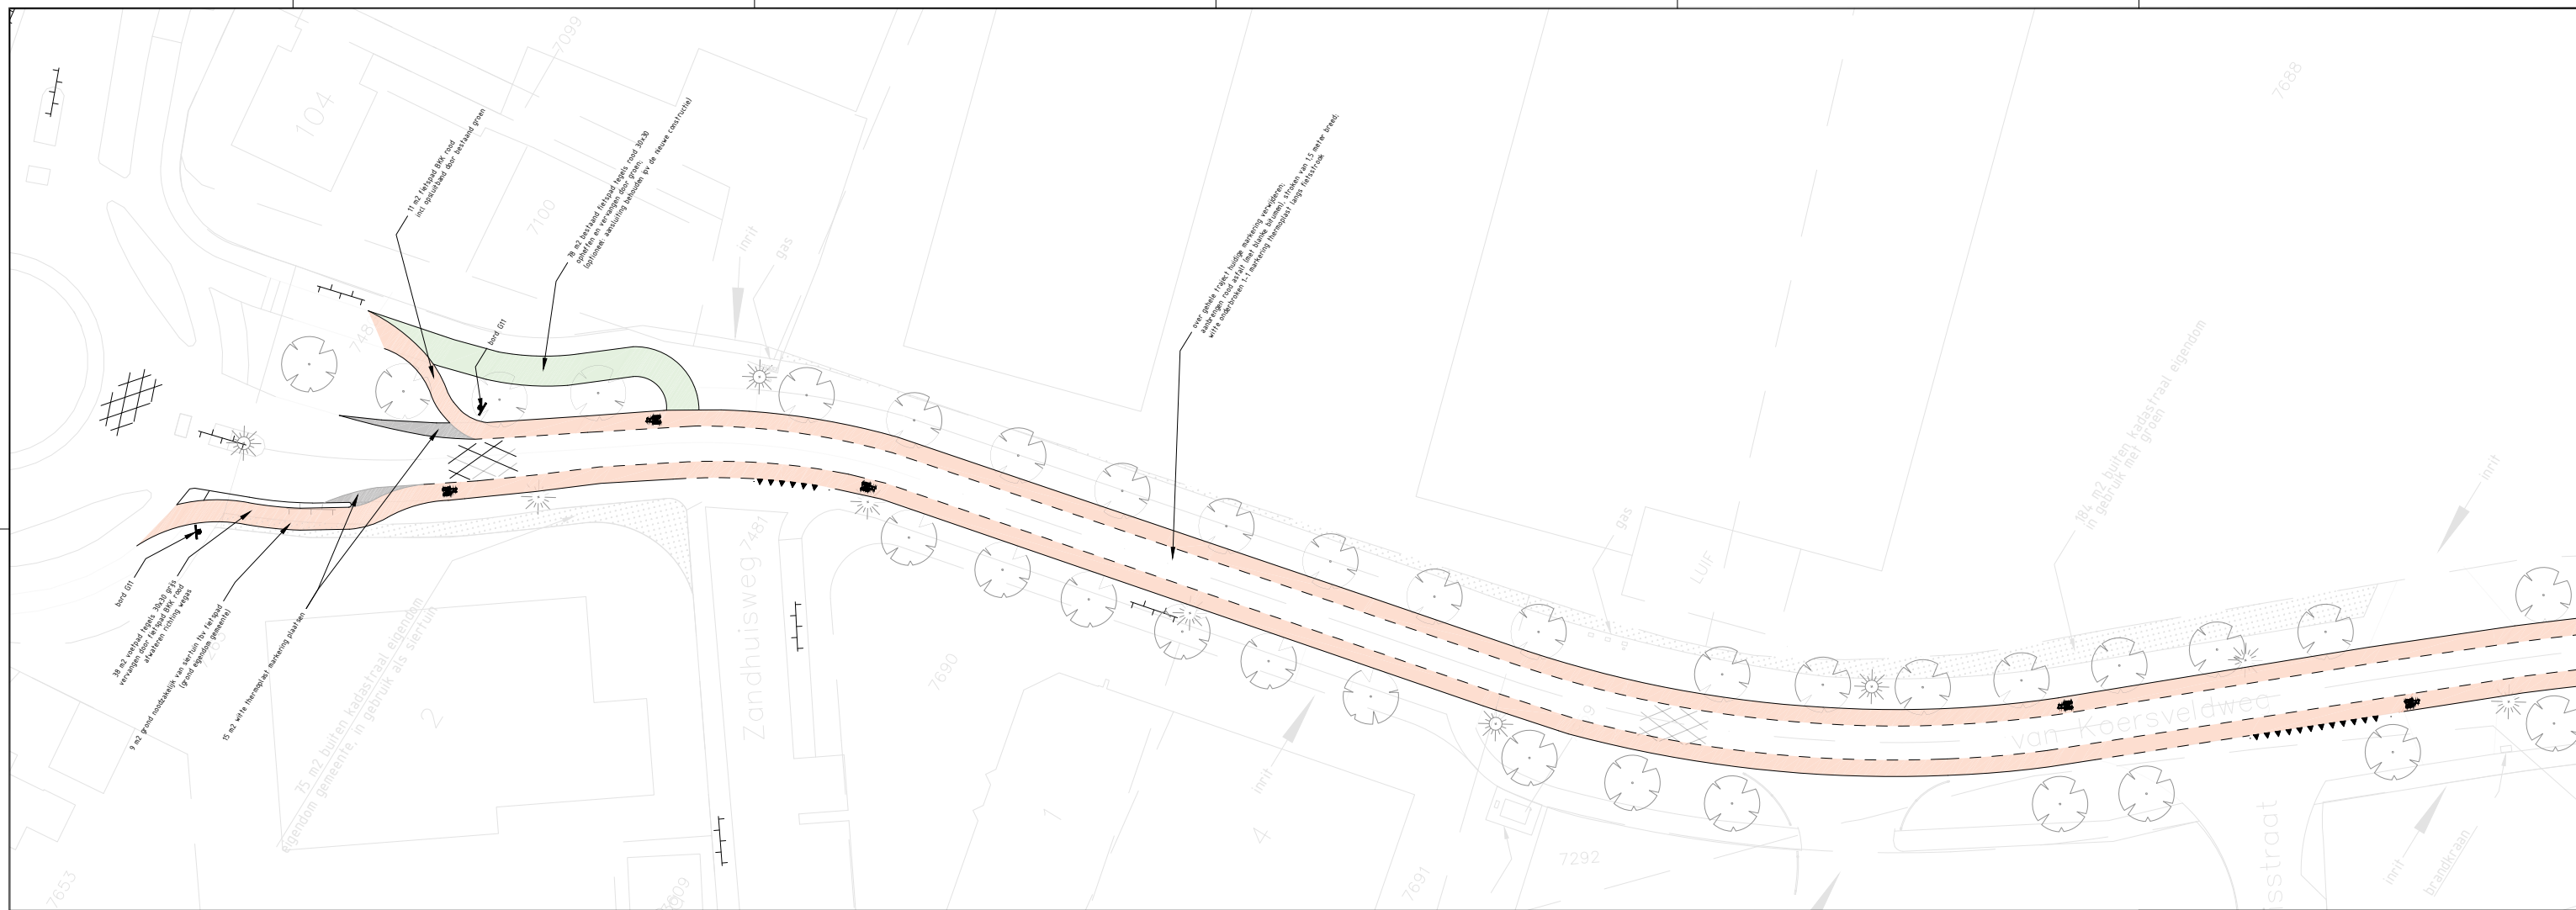 7099
104
7688
11 m2 fietspad BKK rood
incl opsluitband door bestaand groen
78 m2 bestaand fietspad tegels rood 30x30
opheffen en vervangen door groen;
(optioneel: aansluiting behouden ipv de nieuwe constructie)
over gehele traject huidige markering verwijderen;
aanbrengen rood asfalt (met blanke bitumen), stroken van 1,5 meter breed;
witte onderbroken 1-1 markering thermoplast langs fietsstrook
7100
inrit
gas
bord G11
748
184 m2 buiten kadastraal eigendom
in gebruik met groen
inrit
gas
LUIF
7481
Zandhuisweg
bord G11
38 m2 voetpad tegels 30x30 grijs
vervangen door fietspad BKK rood
afwateren richting wegas
9 m2 grond noodzakelijk van siertuin tbv fietspad
(grond eigendom gemeente)
15 m2 witte thermoplast markering plaatsen
75 m2 buiten kadastraal eigendom
eigendom gemeente, in gebruik als siertuin
2
7690
9
van Koersveldweg
inrit
1
4
7292
7691
7653
inrit
brandkraan
sstraat